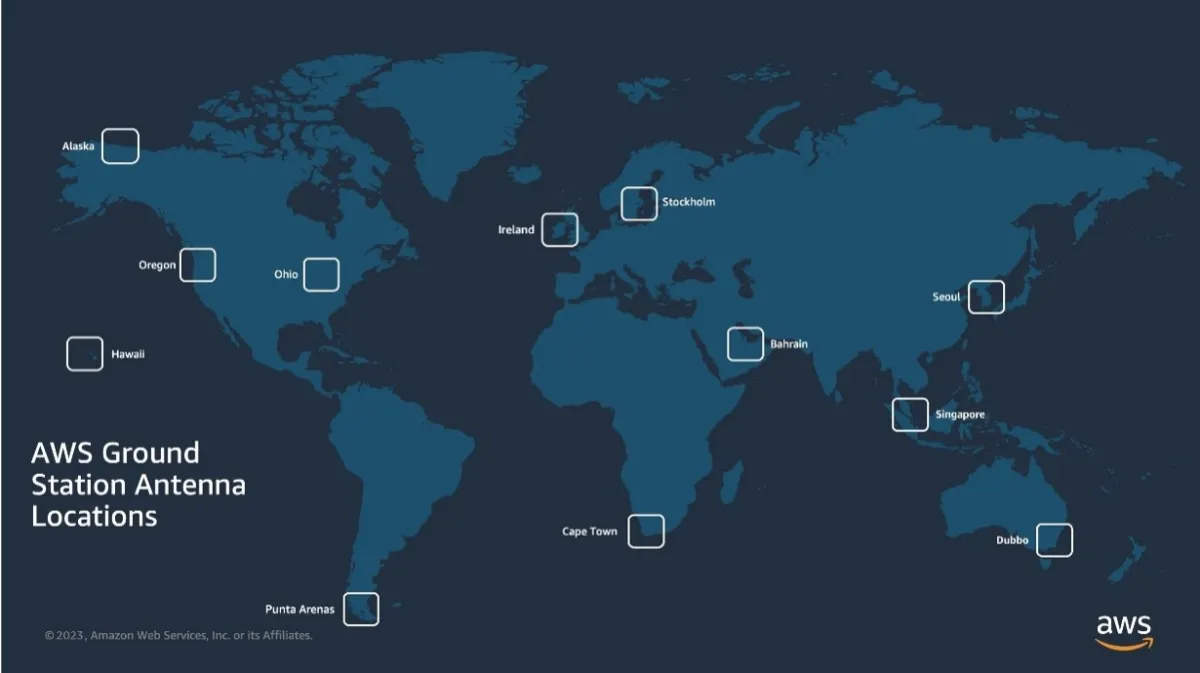 Alaska
Stockholm
Ireland
Oregon
Ohio
Seoul
Hawaii
Bahrain
Singapore
AWS Ground
Station Antenna
Locations
Cape Town
Dubbo
Punta Arenas
©2023, Amazon Web Services, Inc. or its Affiliates.
aws